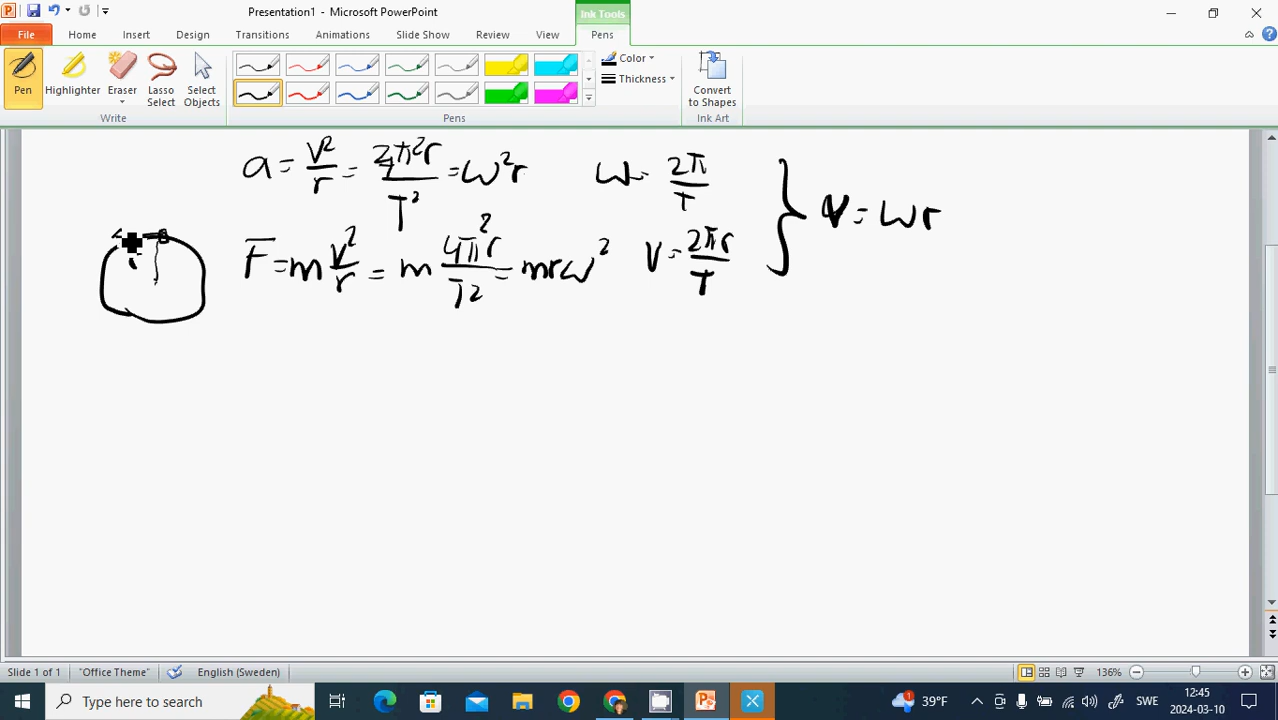 Presentation1 - Microsoft PowerPoint
Ink Tools
File Home Insert Design Transitions Animations Slide Show Review View Pens
Pen
Highlighter
Eraser
Lasso Select
Select Objects
Color
Thickness
Convert to Shapes
Write
Pens
Ink Art
a = v²/r = 4π²r/T² = ω²r
ω = 2π/T
v = ωr
F = m v²/r = m 4π²r/T2 = mrω²
v = 2πr/T
Slide 1 of 1
"Office Theme"
English (Sweden)
136%
Type here to search
39°F
SWE
12:45
2024-03-10
1